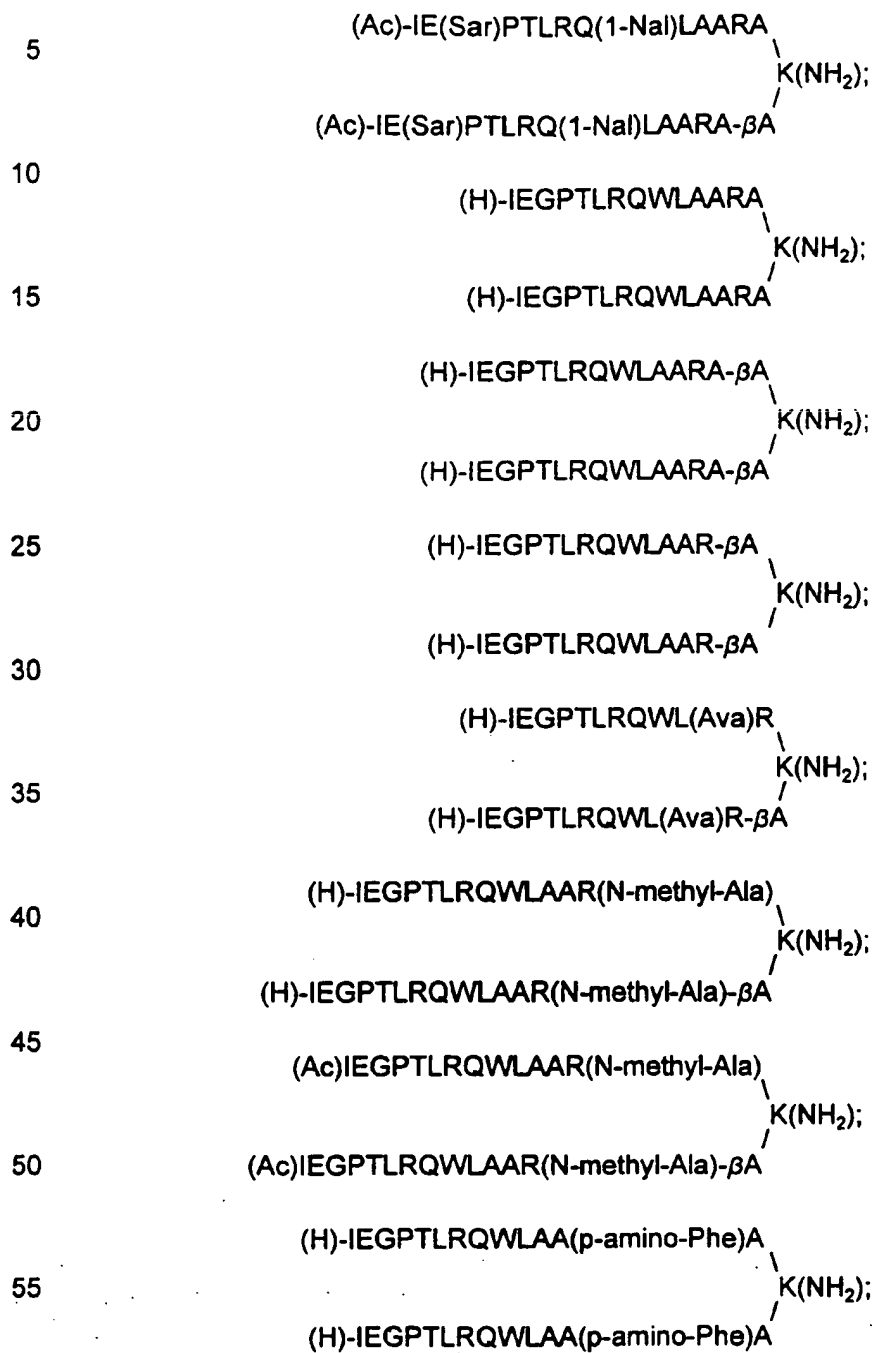 (Ac)-IE(Sar)PTLRQ(1-Nal)LAARA
5
\
K(NH₂);
/
(Ac)-IE(Sar)PTLRQ(1-Nal)LAARA-βA
10
(H)-IEGPTLRQWLAARA
\
K(NH₂);
/
15 (H)-IEGPTLRQWLAARA
(H)-IEGPTLRQWLAARA-βA
\
20 K(NH₂);
/
(H)-IEGPTLRQWLAARA-βA
25 (H)-IEGPTLRQWLAAR-βA
\
K(NH₂);
/
(H)-IEGPTLRQWLAAR-βA
30
(H)-IEGPTLRQWL(Ava)R
\
K(NH₂);
35 /
(H)-IEGPTLRQWL(Ava)R-βA
(H)-IEGPTLRQWLAAR(N-methyl-Ala)
40 \
K(NH₂);
/
(H)-IEGPTLRQWLAAR(N-methyl-Ala)-βA
45
(Ac)IEGPTLRQWLAAR(N-methyl-Ala)
\
K(NH₂);
/
50 (Ac)IEGPTLRQWLAAR(N-methyl-Ala)-βA
(H)-IEGPTLRQWLAA(p-amino-Phe)A
\
55 K(NH₂);
/
(H)-IEGPTLRQWLAA(p-amino-Phe)A